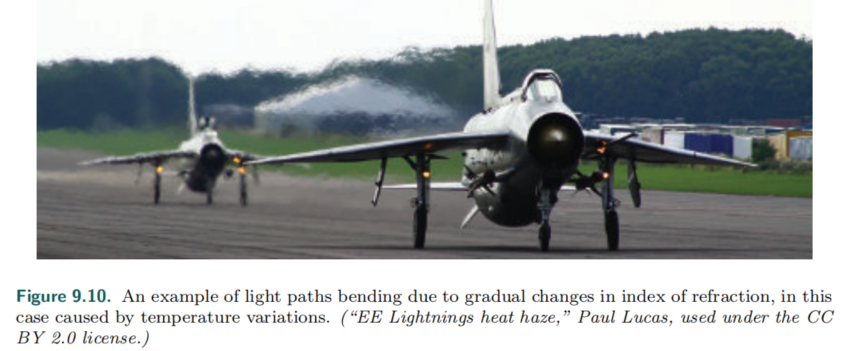 Figure 9.10. An example of light paths bending due to gradual changes in index of refraction, in this
case caused by temperature variations. (“EE Lightnings heat haze,” Paul Lucas, used under the CC
BY 2.0 license.)